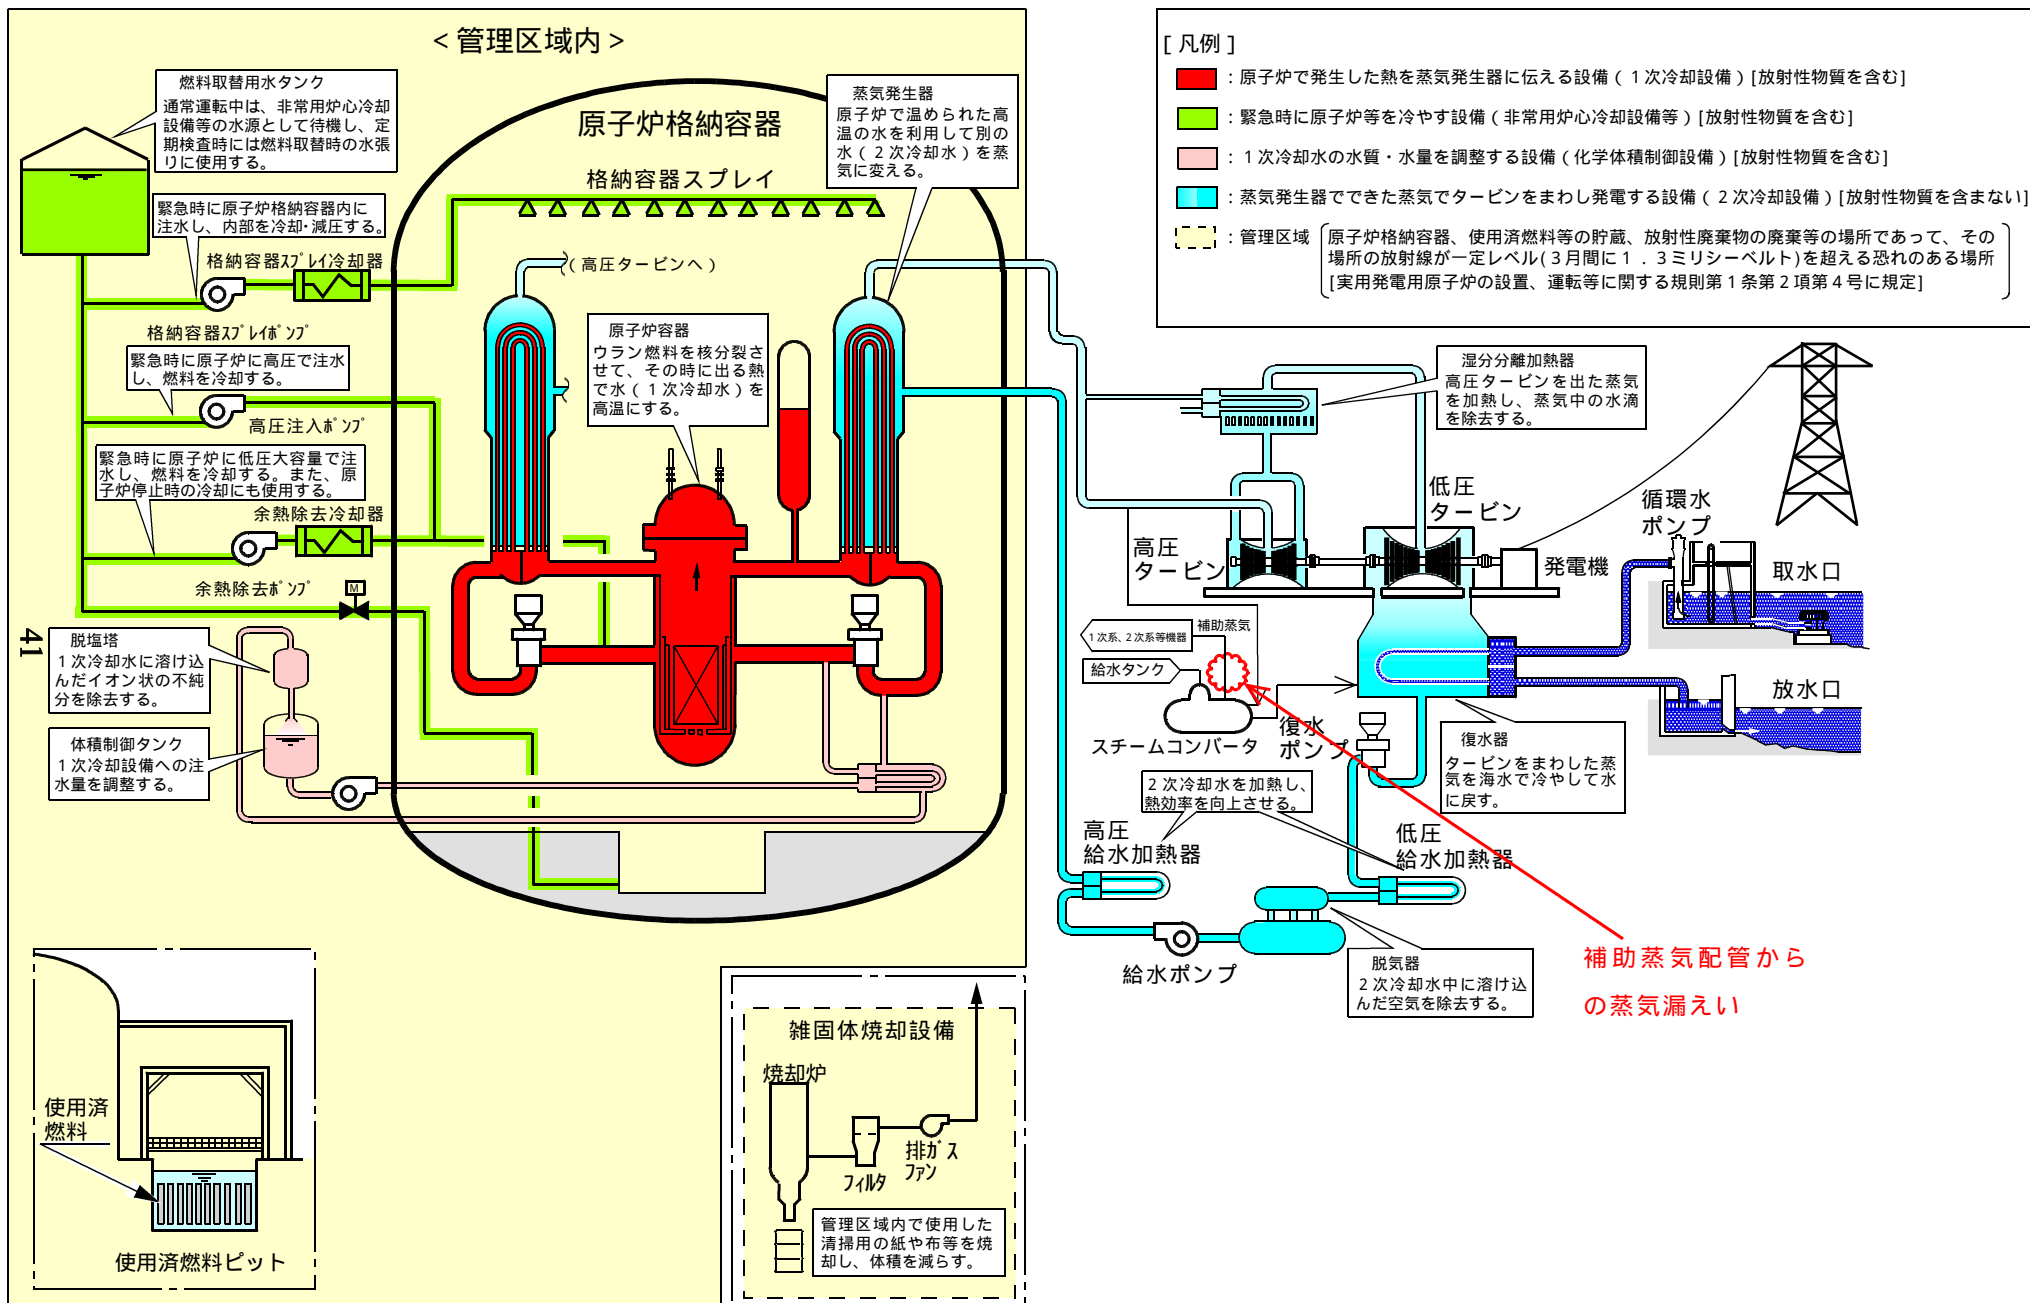 <管理区域内>
燃料取替用水タンク
通常運転中は、非常用炉心冷却
設備等の水源として待機し、定
期検査時には燃料取替時の水張
りに使用する。
緊急時に原子炉格納容器内に
注水し、内部を冷却・減圧する。
格納容器ｽﾌﾟﾚｲ冷却器
格納容器ｽﾌﾟﾚｲﾎﾟﾝﾌﾟ
緊急時に原子炉に高圧で注水
し、燃料を冷却する。
高圧注入ﾎﾟﾝﾌﾟ
緊急時に原子炉に低圧大容量で注
水し、燃料を冷却する。また、原
子炉停止時の冷却にも使用する。
余熱除去冷却器
余熱除去ﾎﾟﾝﾌﾟ
M
41
脱塩塔
１次冷却水に溶け込
んだイオン状の不純
分を除去する。
体積制御タンク
１次冷却設備への注
水量を調整する。
原子炉格納容器
格納容器スプレイ
(高圧タービンへ)
蒸気発生器
原子炉で温められた高
温の水を利用して別の
水(２次冷却水)を蒸
気に変える。
原子炉容器
ウラン燃料を核分裂さ
せて、その時に出る熱
で水(１次冷却水)を
高温にする。
[凡例]
：原子炉で発生した熱を蒸気発生器に伝える設備(１次冷却設備)[放射性物質を含む]
：緊急時に原子炉等を冷やす設備(非常用炉心冷却設備等)[放射性物質を含む]
：１次冷却水の水質・水量を調整する設備(化学体積制御設備)[放射性物質を含む]
：蒸気発生器でできた蒸気でタービンをまわし発電する設備(２次冷却設備)[放射性物質を含まない]
：管理区域
原子炉格納容器、使用済燃料等の貯蔵、放射性廃棄物の廃棄等の場所であって、その
場所の放射線が一定レベル(３月間に１．３ミリシーベルト)を超える恐れのある場所
[実用発電用原子炉の設置、運転等に関する規則第１条第２項第４号に規定]
湿分分離加熱器
高圧タービンを出た蒸気
を加熱し、蒸気中の水滴
を除去する。
低圧
タービン
高圧
タービン
発電機
循環水
ポンプ
取水口
放水口
1次系、2次系等機器
補助蒸気
給水タンク
スチームコンバータ
復水
ポンプ
復水器
タービンをまわした蒸
気を海水で冷やして水
に戻す。
２次冷却水を加熱し、
熱効率を向上させる。
高圧
給水加熱器
低圧
給水加熱器
給水ポンプ
脱気器
２次冷却水中に溶け込
んだ空気を除去する。
補助蒸気配管から
の蒸気漏えい
使用済
燃料
使用済燃料ピット
雑固体焼却設備
焼却炉
フィルタ
排ｶﾞｽ
ﾌｧﾝ
管理区域内で使用した
清掃用の紙や布等を焼
却し、体積を減らす。